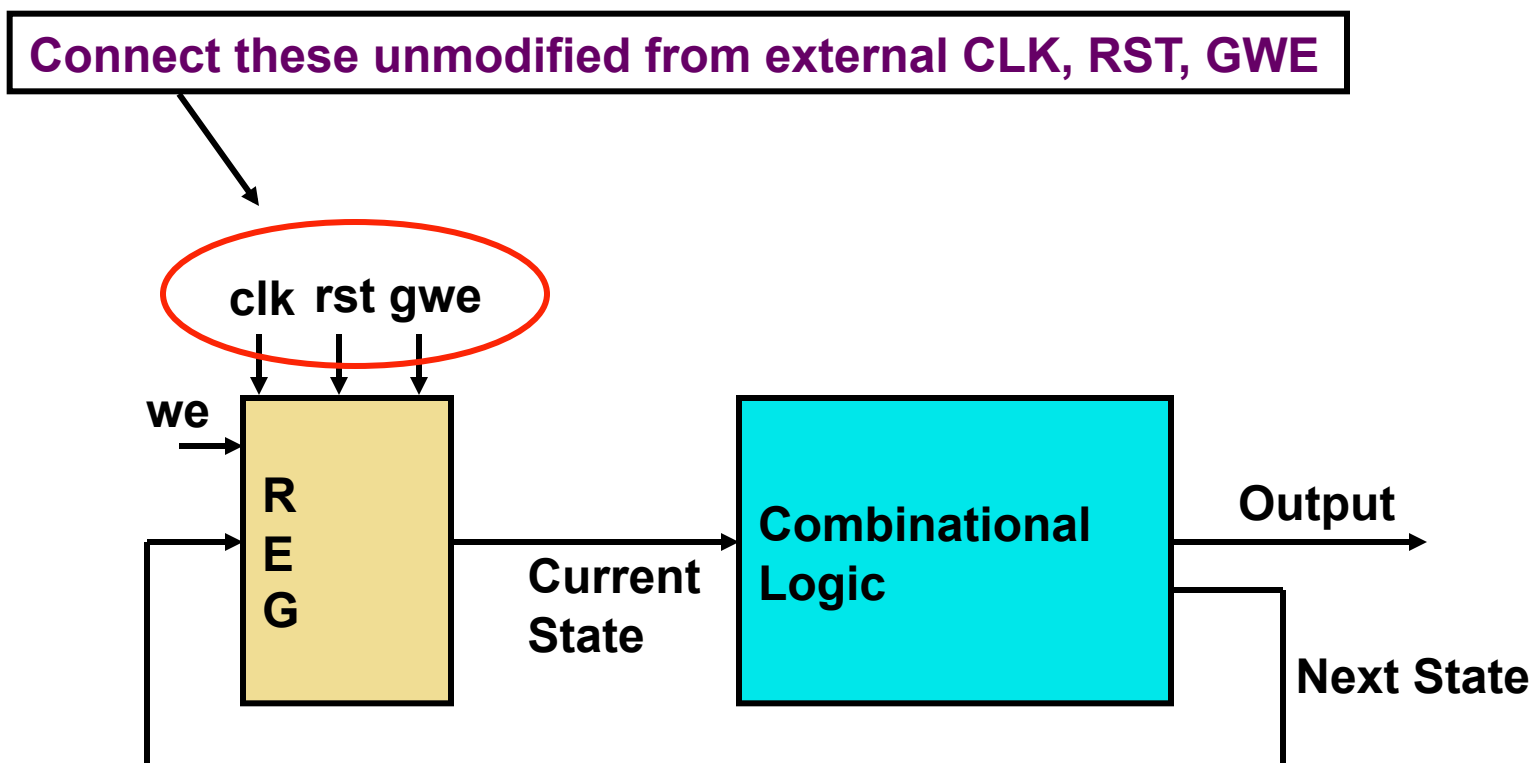 Connect these unmodified from external CLK, RST, GWE
clk rst gwe
we
R
E
G
Current
State
Combinational
Logic
Output
Next State